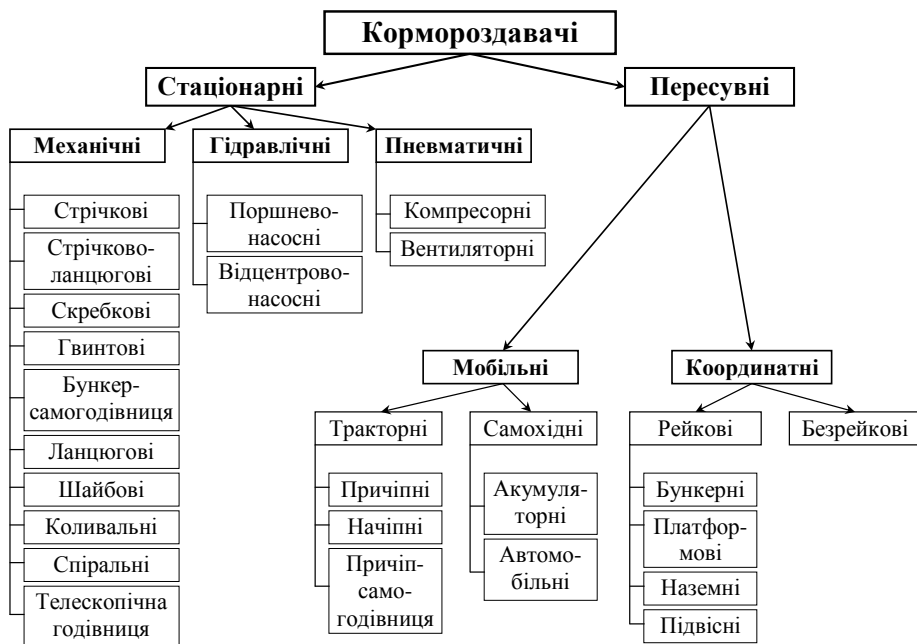 Кормороздавачі
Стаціонарні
Пересувні
Механічні
Гідравлічні
Пневматичні
Стрічкові
Стрічково-
ланцюгові
Скребкові
Гвинтові
Бункер-
самогодівниця
Ланцюгові
Шайбові
Коливальні
Спіральні
Телескопічна
годівниця
Поршнево-
насосні
Відцентрово-
насосні
Компресорні
Вентиляторні
Мобільні
Координатні
Тракторні
Самохідні
Рейкові
Безрейкові
Причіпні
Начіпні
Причіп-
само-
годівниця
Акумуля-
торні
Автомо-
більні
Бункерні
Платфор-
мові
Наземні
Підвісні